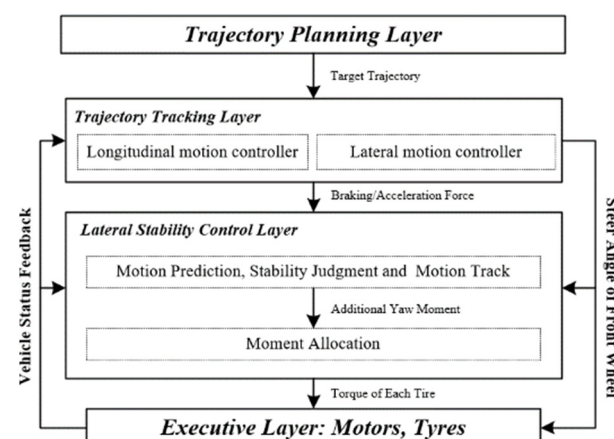 Trajectory Planning Layer
Target Trajectory
Trajectory Tracking Layer
Longitudinal motion controller
Lateral motion controller
Braking/Acceleration Force
Lateral Stability Control Layer
Motion Prediction, Stability Judgment and Motion Track
Additional Yaw Moment
Moment Allocation
Torque of Each Tire
Executive Layer: Motors, Tyres
Vehicle Status Feedback
Steer Angle of Front Wheel